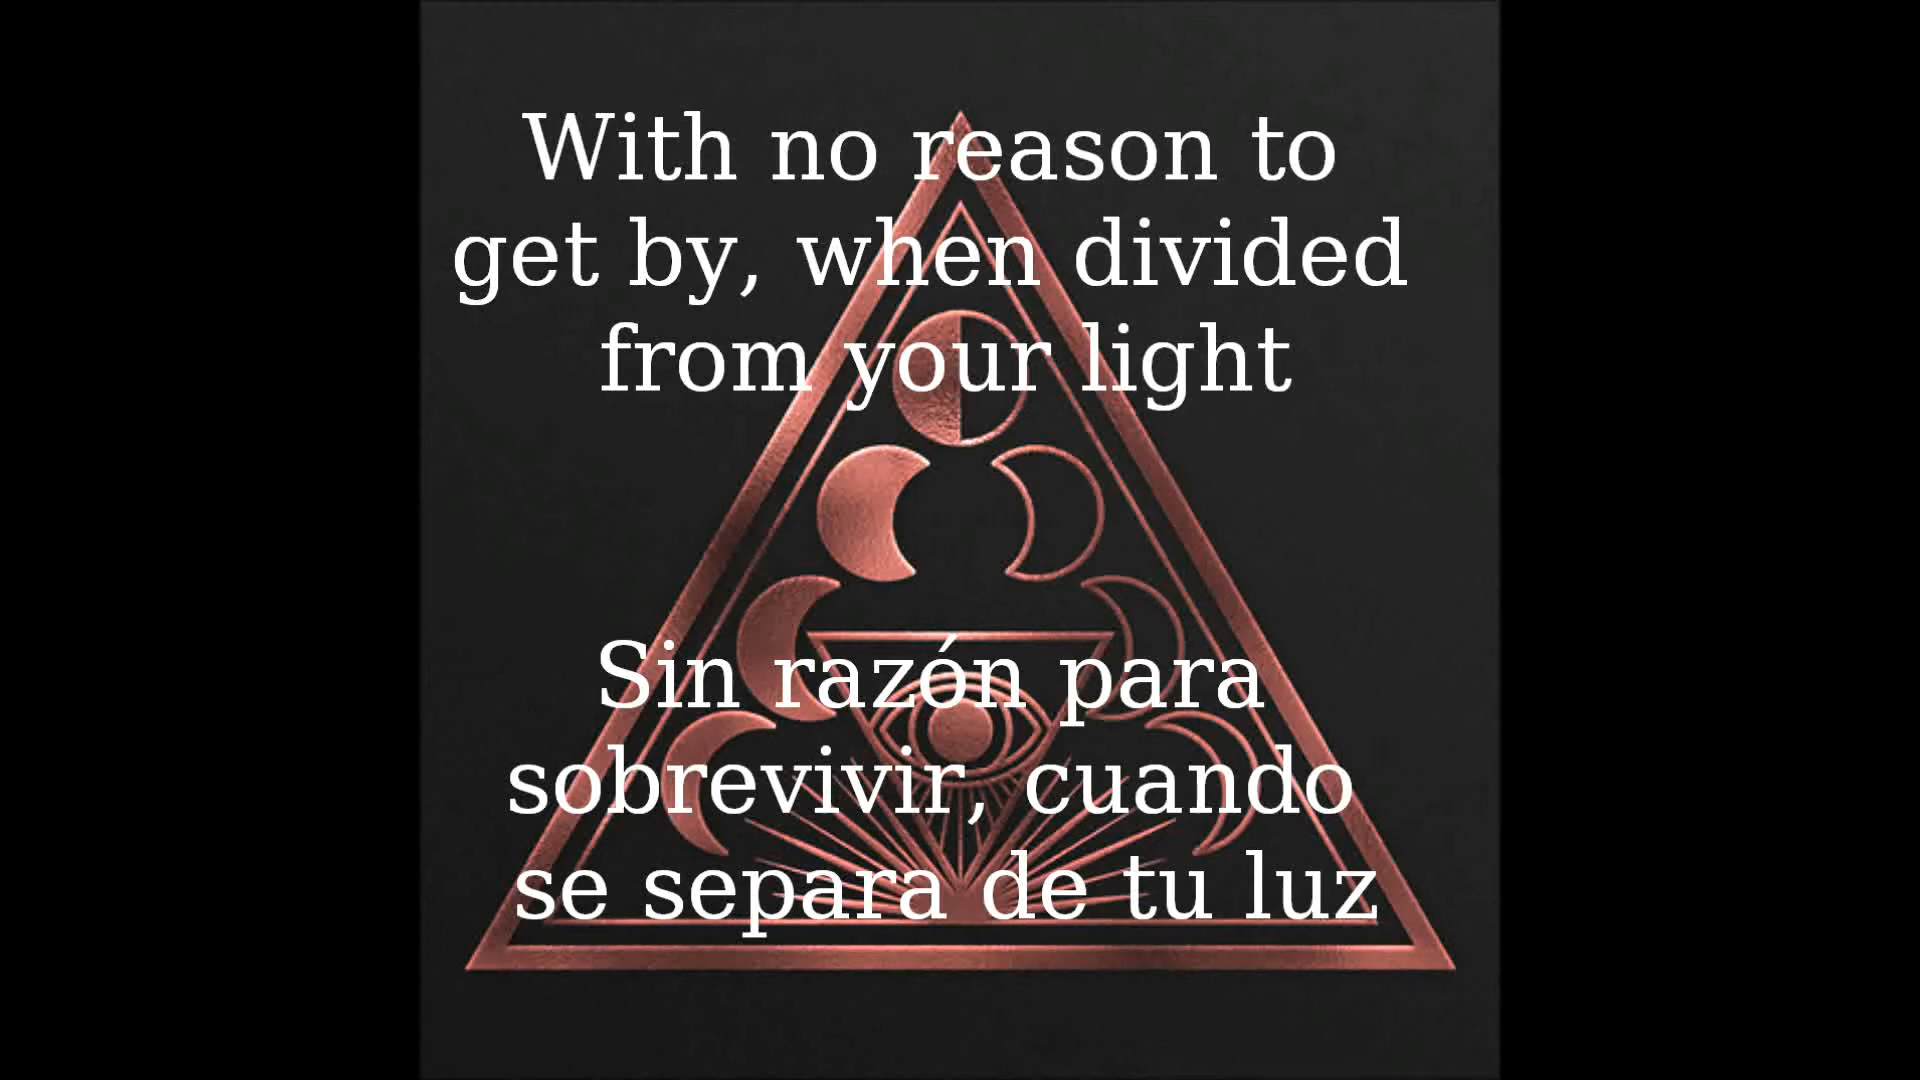 With no reason to
get by, when divided
from your light
Sin razón para
sobrevivir, cuando
se separa de tu luz